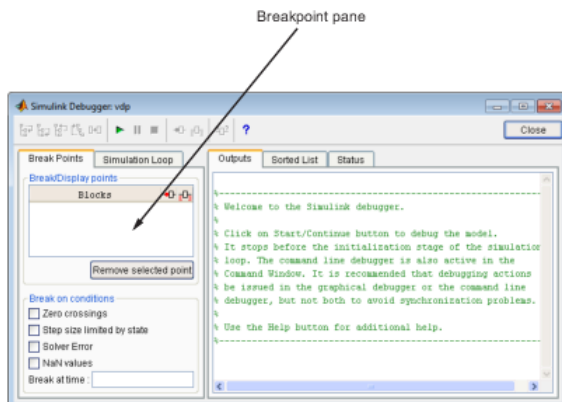 Breakpoint pane
Simulink Debugger: vdp
Close
Break Points
Simulation Loop
Outputs
Sorted List
Status
Break/Display points
Blocks
Remove selected point
Break on conditions
Zero crossings
Step size limited by state
Solver Error
NaN values
Break at time :
%----------------------------------------------------------------
% Welcome to the Simulink debugger.
%
% Click on Start/Continue button to debug the model.
% It stops before the initialization stage of the simulation
% loop. The command line debugger is also active in the
% Command Window. It is recommended that debugging actions
% be issued in the graphical debugger or the command line
% debugger, but not both to avoid synchronization problems.
%
% Use the Help button for additional help.
%----------------------------------------------------------------